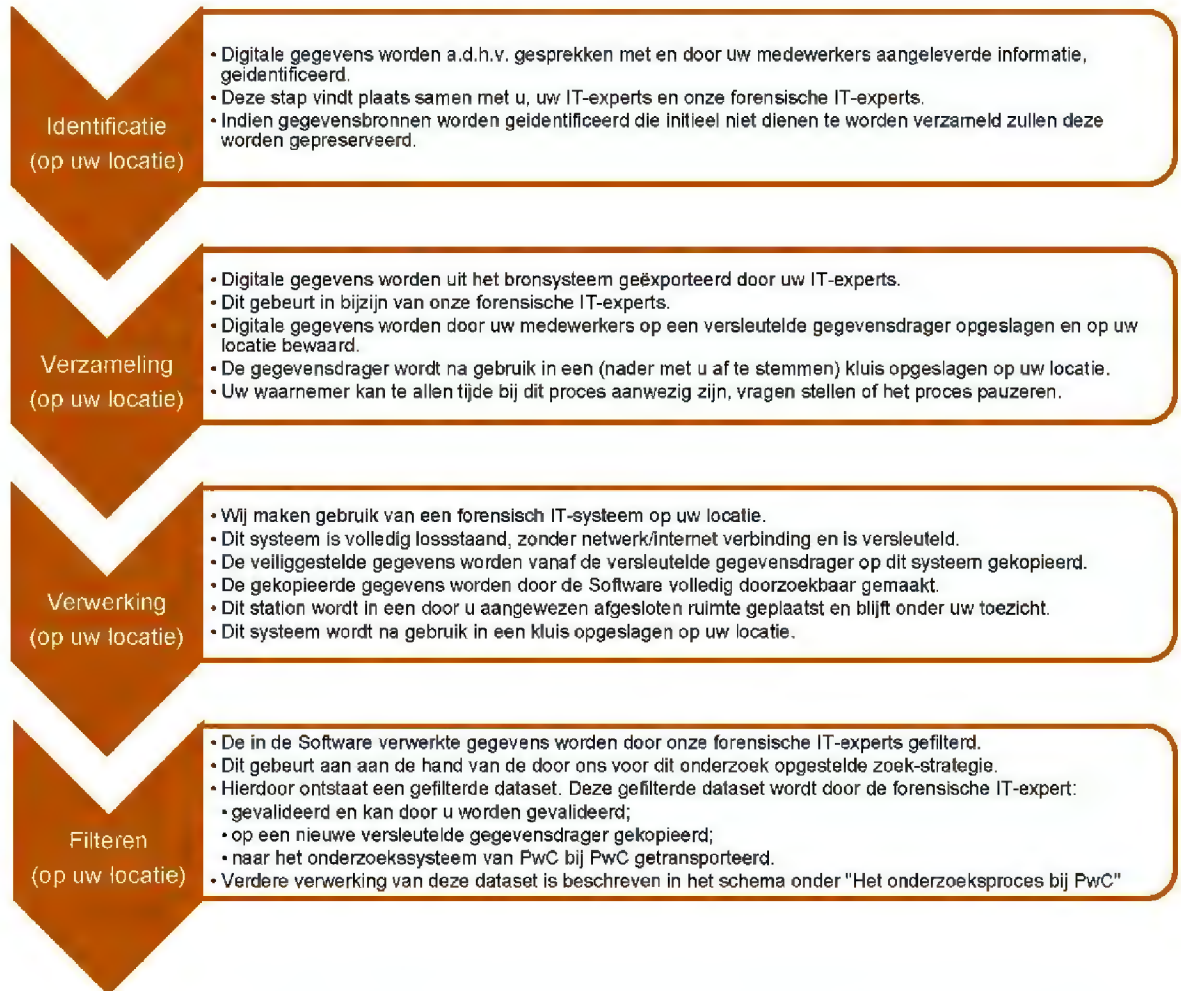 Identificatie
(op uw locatie)
• Digitale gegevens worden a.d.h.v. gesprekken met en door uw medewerkers aangeleverde informatie,
geidentificeerd.
• Deze stap vindt plaats samen met u, uw IT-experts en onze forensische IT-experts.
• Indien gegevensbronnen worden geidentificeerd die initieel niet dienen te worden verzameld zullen deze
worden gepreserveerd.
Verzameling
(op uw locatie)
• Digitale gegevens worden uit het bronsysteem geëxporteerd door uw IT-experts.
• Dit gebeurt in bijzijn van onze forensische IT-experts.
• Digitale gegevens worden door uw medewerkers op een versleutelde gegevensdrager opgeslagen en op uw
locatie bewaard.
• De gegevensdrager wordt na gebruik in een (nader met u af te stemmen) kluis opgeslagen op uw locatie.
• Uw waarnemer kan te allen tijde bij dit proces aanwezig zijn, vragen stellen of het proces pauzeren.
Verwerking
(op uw locatie)
• Wij maken gebruik van een forensisch IT-systeem op uw locatie.
• Dit systeem is volledig lossstaand, zonder netwerk/internet verbinding en is versleuteld.
• De veiliggestelde gegevens worden vanaf de versleutelde gegevensdrager op dit systeem gekopieerd.
• De gekopieerde gegevens worden door de Software volledig doorzoekbaar gemaakt.
• Dit station wordt in een door u aangewezen afgesloten ruimte geplaatst en blijft onder uw toezicht.
• Dit systeem wordt na gebruik in een kluis opgeslagen op uw locatie.
Filteren
(op uw locatie)
• De in de Software verwerkte gegevens worden door onze forensische IT-experts gefilterd.
• Dit gebeurt aan aan de hand van de door ons voor dit onderzoek opgestelde zoek-strategie.
• Hierdoor ontstaat een gefilterde dataset. Deze gefilterde dataset wordt door de forensische IT-expert:
• gevalideerd en kan door u worden gevalideerd;
• op een nieuwe versleutelde gegevensdrager gekopieerd;
• naar het onderzoekssysteem van PwC bij PwC getransporteerd.
• Verdere verwerking van deze dataset is beschreven in het schema onder "Het onderzoeksproces bij PwC"